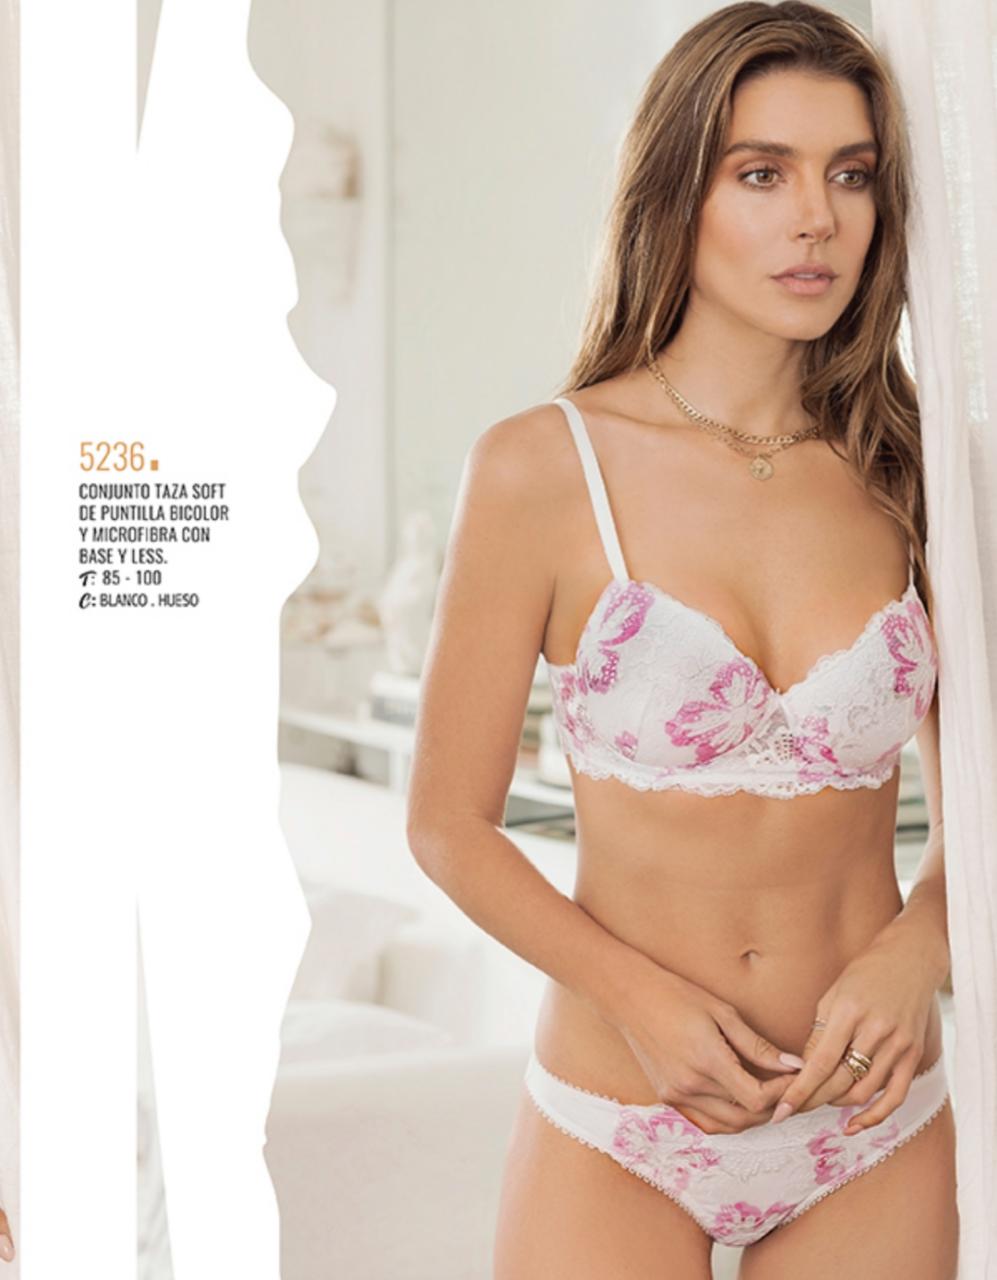 5236.
CONJUNTO TAZA SOFT
DE PUNTILLA BICOLOR
Y MICROFIBRA CON
BASE Y LESS.
T: 85 - 100
C: BLANCO . HUESO